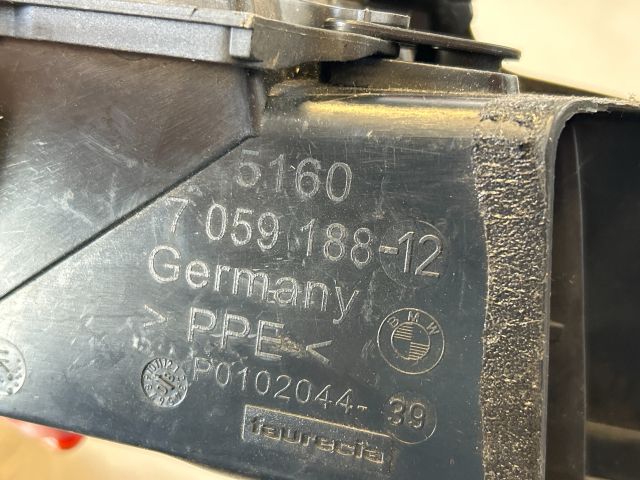 5160
7 059 188-12
Germany
> PPE <
BMW
P0102044-39
faurecia